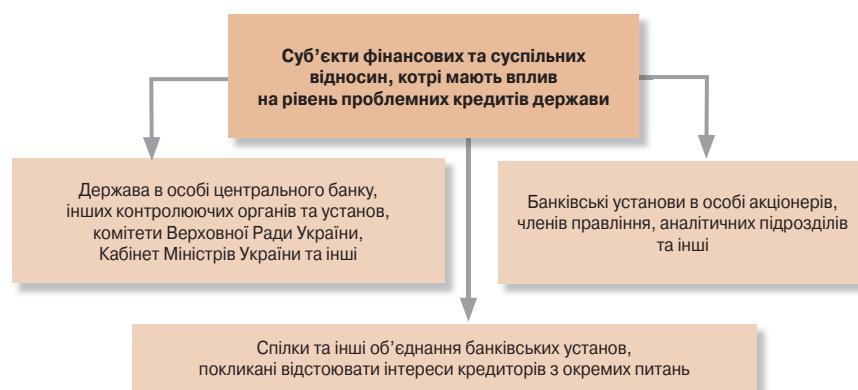 Суб’єкти фінансових та суспільних
відносин, котрі мають вплив
на рівень проблемних кредитів держави
Держава в особі центрального банку,
інших контролюючих органів та установ,
комітети Верховної Ради України,
Кабінет Міністрів України та інші
Банківські установи в особі акціонерів,
членів правління, аналітичних підрозділів
та інші
Спілки та інші об’єднання банківських установ,
покликані відстоювати інтереси кредиторів з окремих питань